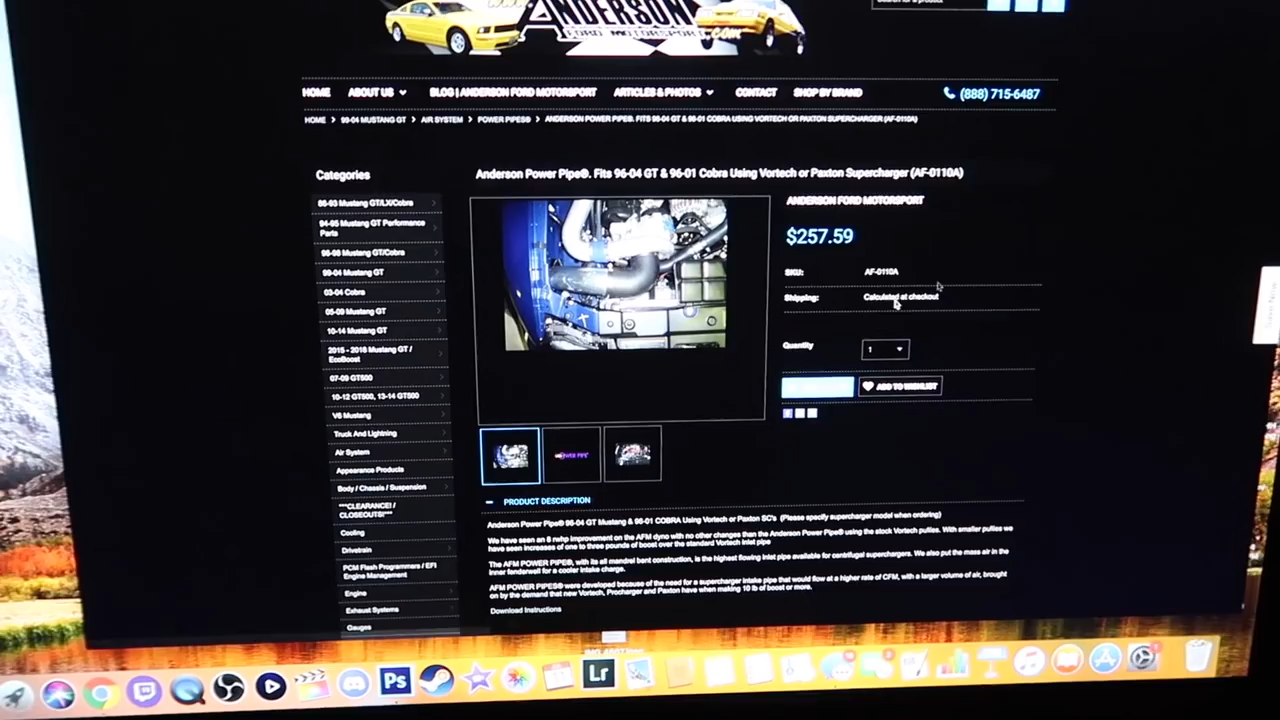 www.
ANDERSON
FORD MOTORSPORT
.COM
HOME ABOUT US BLOG | ANDERSON FORD MOTORSPORT ARTICLES & PHOTOS CONTACT SHOP BY BRAND (888) 715-6487
HOME > 99-04 MUSTANG GT > AIR SYSTEM > POWER PIPES® > ANDERSON POWER PIPE®. FITS 96-04 GT & 96-01 COBRA USING VORTECH OR PAXTON SUPERCHARGER (AF-0110A)
Categories
86-93 Mustang GT/LX/Cobra
94-95 Mustang GT Performance
Parts
96-98 Mustang GT/Cobra
99-04 Mustang GT
03-04 Cobra
05-09 Mustang GT
10-14 Mustang GT
2015 - 2018 Mustang GT /
EcoBoost
07-09 GT500
10-12 GT500, 13-14 GT500
V6 Mustang
Truck And Lightning
Air System
Appearance Products
Body / Chassis / Suspension
***CLEARANCE! /
CLOSEOUTS!***
Cooling
Drivetrain
PCM Flash Programmers / EFI
Engine Management
Engine
Exhaust Systems
Gauges
Anderson Power Pipe®. Fits 96-04 GT & 96-01 Cobra Using Vortech or Paxton Supercharger (AF-0110A)
ANDERSON FORD MOTORSPORT
$257.59
SKU: AF-0110A
Shipping: Calculated at checkout
Quantity 1
ADD TO WISHLIST
PRODUCT DESCRIPTION
Anderson Power Pipe® 96-04 GT Mustang & 96-01 COBRA Using Vortech or Paxton SC's (Please specify supercharger model when ordering)
We have seen an 8 rwhp improvement on the AFM dyno with no other changes than the Anderson Power Pipe® using the stock Vortech pullies. With smaller pullies we
have seen increases of one to three pounds of boost over the standard Vortech inlet pipe
The AFM POWER PIPE®, with its all mandrel bent construction, is the highest flowing inlet pipe available for centrifugal superchargers. We also put the mass air in the
inner fenderwell for a cooler intake charge.
AFM POWER PIPES® were developed because of the need for a supercharger intake pipe that would flow at a higher rate of CFM, with a larger volume of air, brought
on by the demand that new Vortech, Procharger and Paxton have when making 10 lb of boost or more.
Download Instructions
Ps
Lr